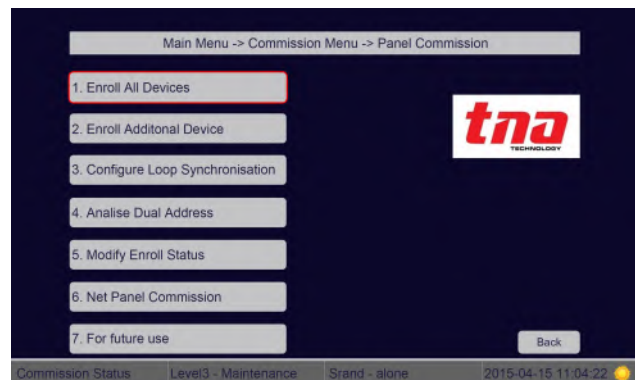 Main Menu -> Commission Menu -> Panel Commission
1. Enroll All Devices
2. Enroll Additonal Device
tna
TECHNOLOGY
3. Configure Loop Synchronisation
4. Analise Dual Address
5. Modify Enroll Status
6. Net Panel Commission
7. For future use
Back
Commission Status Level3 - Maintenance Srand - alone 2015-04-15 11:04:22